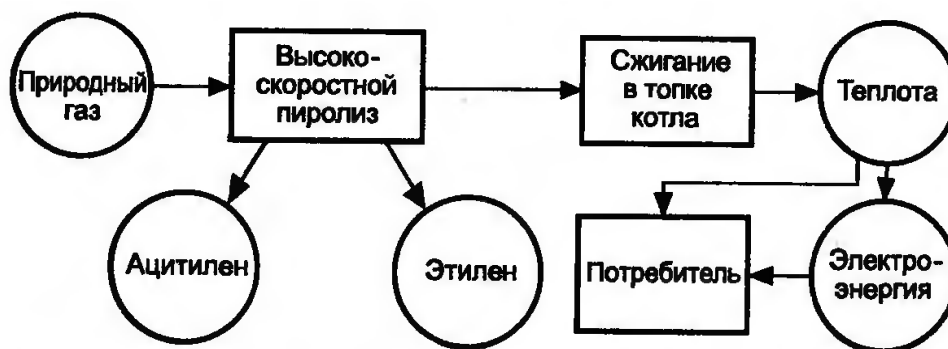 Природный
газ
Высоко-
скоростной
пиролиз
Сжигание
в топке
котла
Теплота
Ацитилен
Этилен
Потребитель
Электро-
энергия